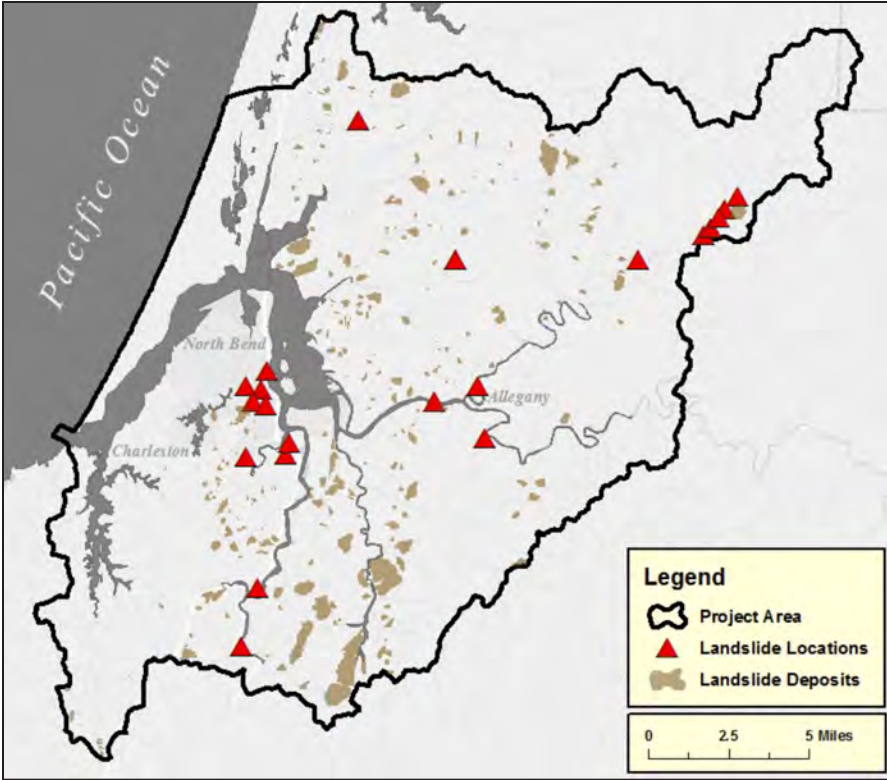 Pacific Ocean
North Bend
Allegany
Charleston
Legend
Project Area
Landslide Locations
Landslide Deposits
0 2.5 5 Miles